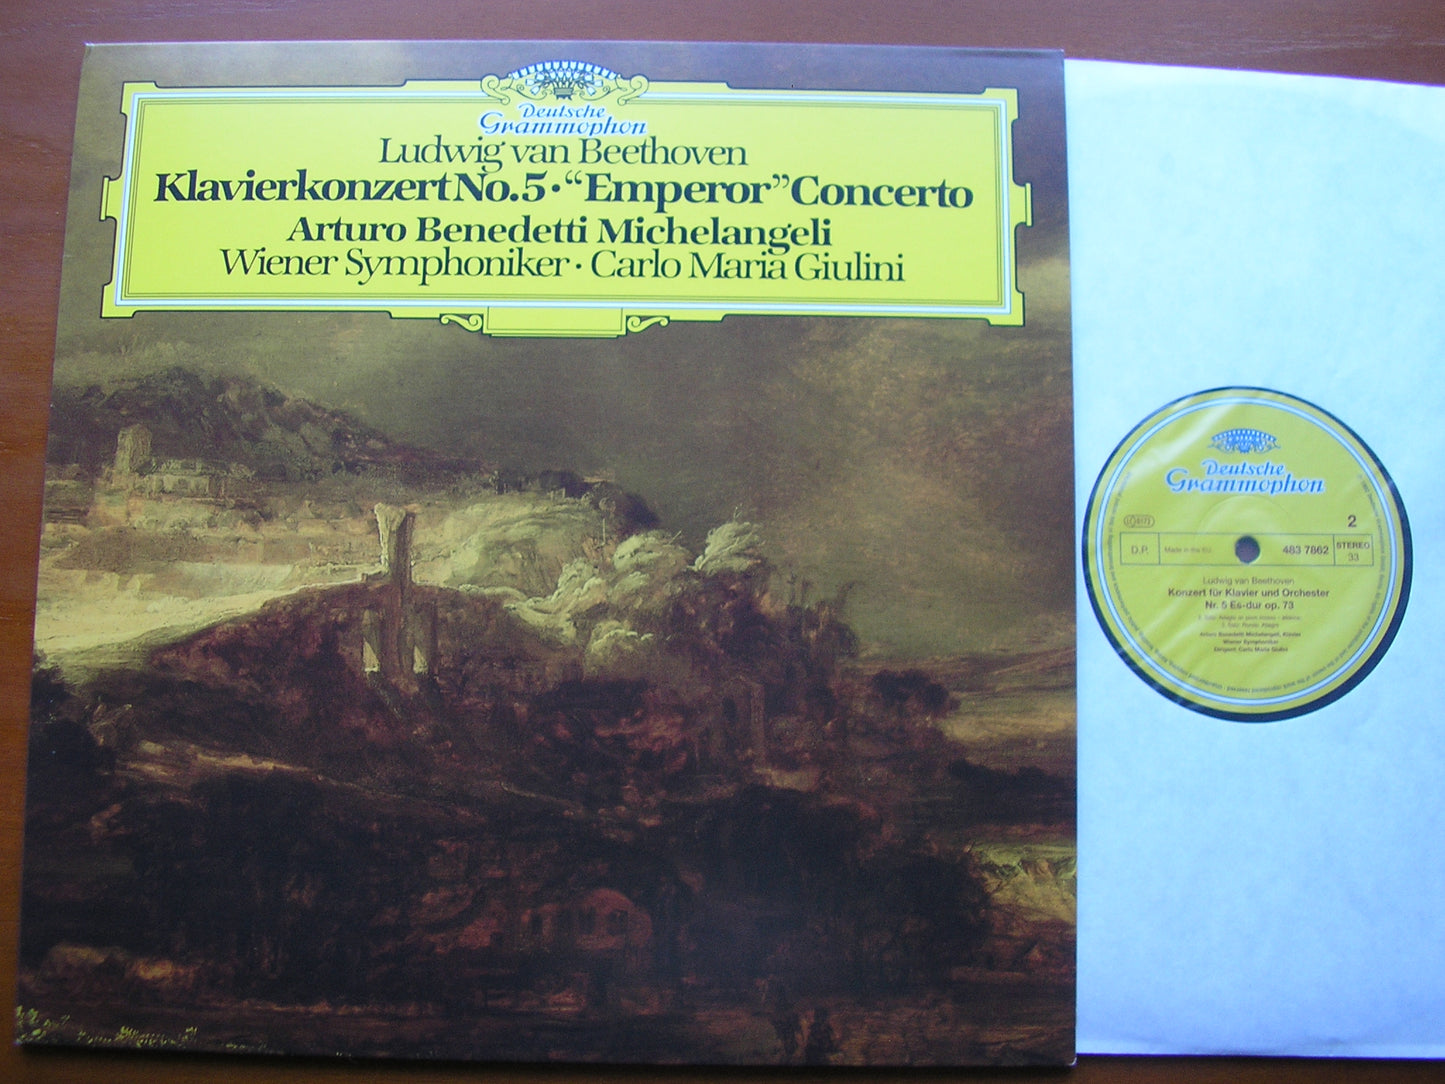 Deutsche
Grammophon
Ludwig van Beethoven
Klavierkonzert No.5 · “Emperor” Concerto
Arturo Benedetti Michelangeli
Wiener Symphoniker · Carlo Maria Giulini
Deutsche
Grammophon
2
D.P.
Made in the EU
483 7862
STEREO
33
Ludwig van Beethoven
Konzert für Klavier und Orchester
Nr. 5 Es-dur op. 73
Arturo Benedetti Michelangeli, Klavier
Wiener Symphoniker
Dirigent: Carlo Maria Giulini